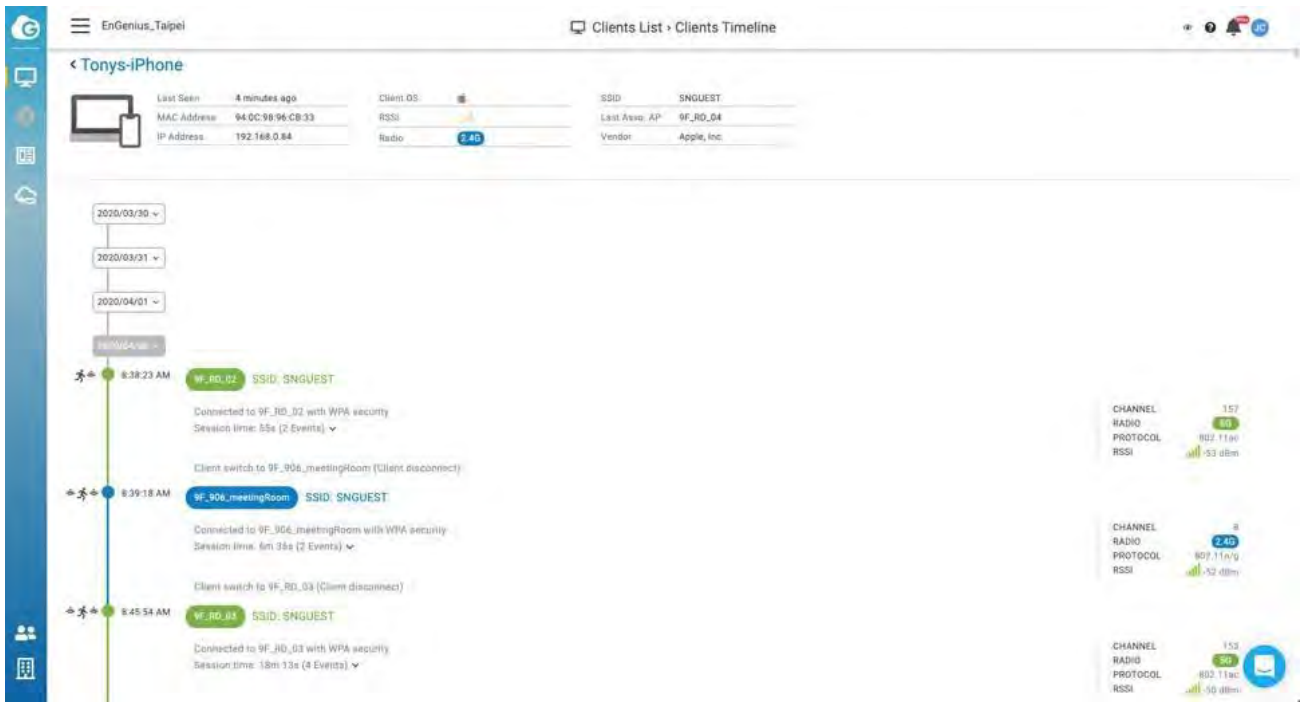 EnGenius_Taipei
Clients List › Clients Timeline
JC
‹ Tonys-iPhone
Last Seen 4 minutes ago
MAC Address 94:0C:98:96:CB:33
IP Address 192.168.0.84
Client OS
RSSI
Radio 2.4G
SSID SNGUEST
Last Asso. AP 9F_RD_04
Vendor Apple, Inc.
2020/03/30
2020/03/31
2020/04/01
8:38:23 AM 9F_RD_02 SSID: SNGUEST
Connected to 9F_RD_02 with WPA security
Session time: 55s (2 Events)
Client switch to 9F_906_meetingRoom (Client disconnect)
CHANNEL 157
RADIO 5G
PROTOCOL 802.11ac
RSSI -53 dBm
8:39:18 AM 9F_906_meetingRoom SSID: SNGUEST
Connected to 9F_906_meetingRoom with WPA security
Session time: 6m 36s (2 Events)
Client switch to 9F_RD_03 (Client disconnect)
CHANNEL
RADIO 2.4G
PROTOCOL 802.11n/g
RSSI -52 dBm
8:45:54 AM 9F_RD_03 SSID: SNGUEST
Connected to 9F_RD_03 with WPA security
Session time: 18m 13s (4 Events)
CHANNEL 153
RADIO 5G
PROTOCOL 802.11ac
RSSI -50 dBm